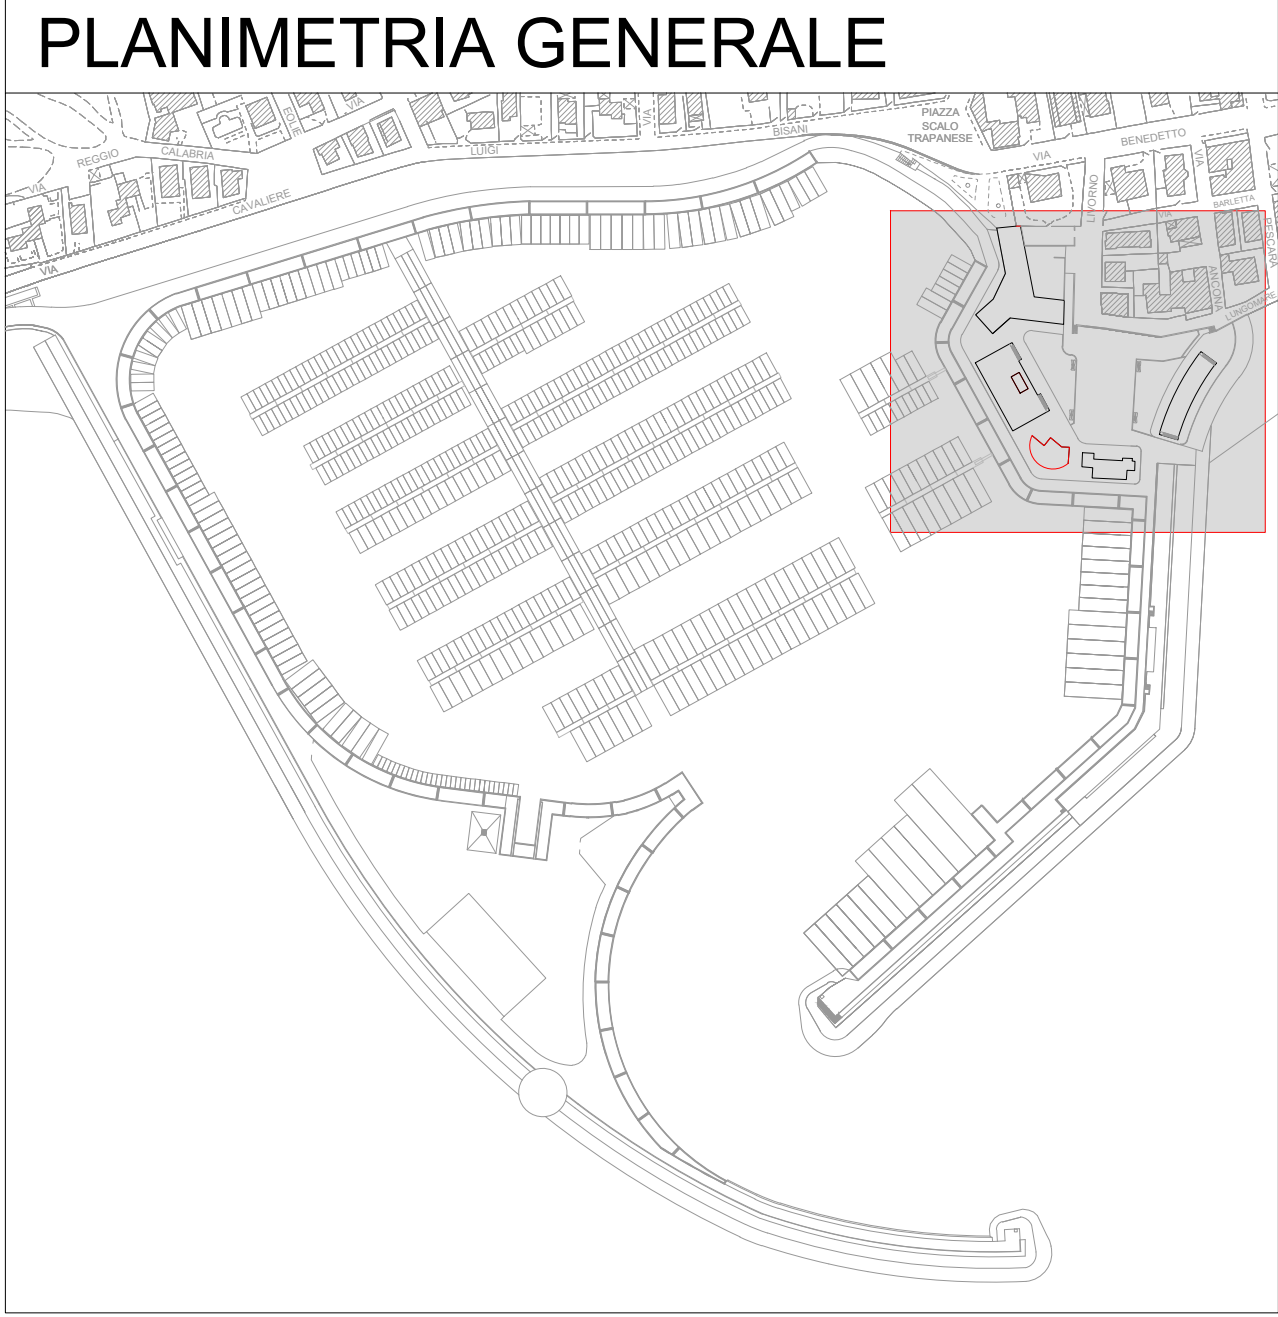 PLANIMETRIA GENERALE
PIAZZA
SCALO
TRAPANESE
VIA
EOLIE
VIA
BISANI
LUIGI
VIA
BENEDETTO
VIA
REGGIO
CALABRIA
VIA
CAVALIERE
VIA
LIVORNO
BARLETTA
VIA
PESCARA
ANCONA
LUNGOMARE